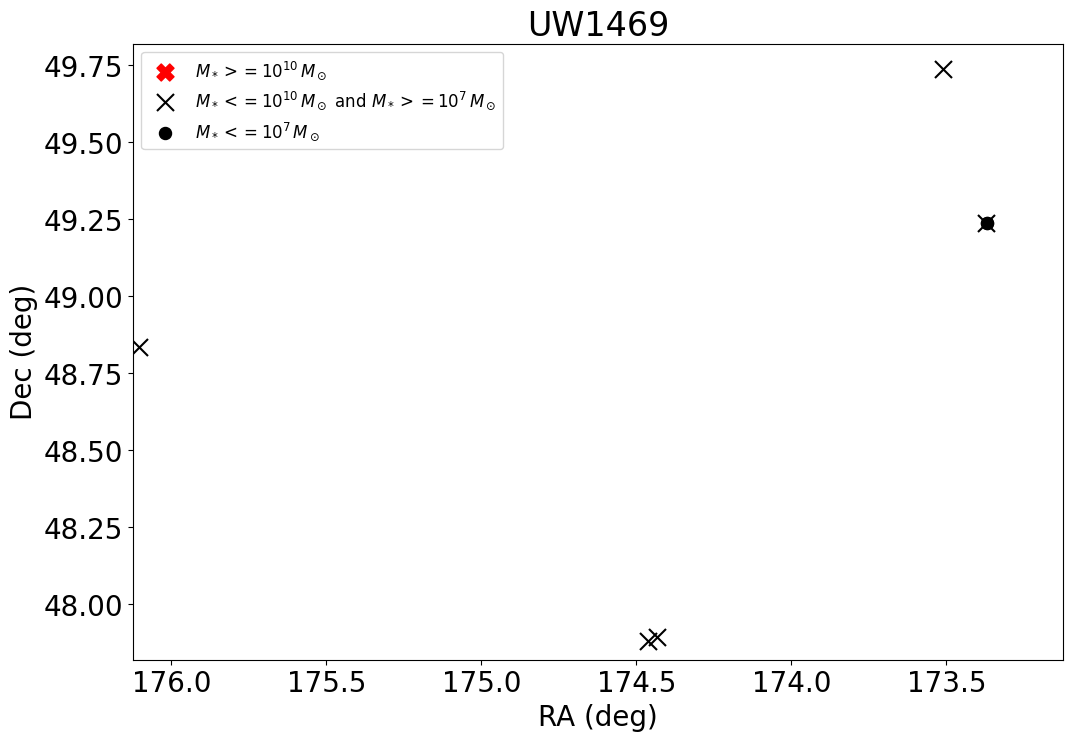 UW1469
M* >= 10^10 M⊙
M* <= 10^10 M⊙ and M* >= 10^7 M⊙
M* <= 10^7 M⊙
Dec (deg)
49.75
49.50
49.25
49.00
48.75
48.50
48.25
48.00
176.0 175.5 175.0 174.5 174.0 173.5
RA (deg)